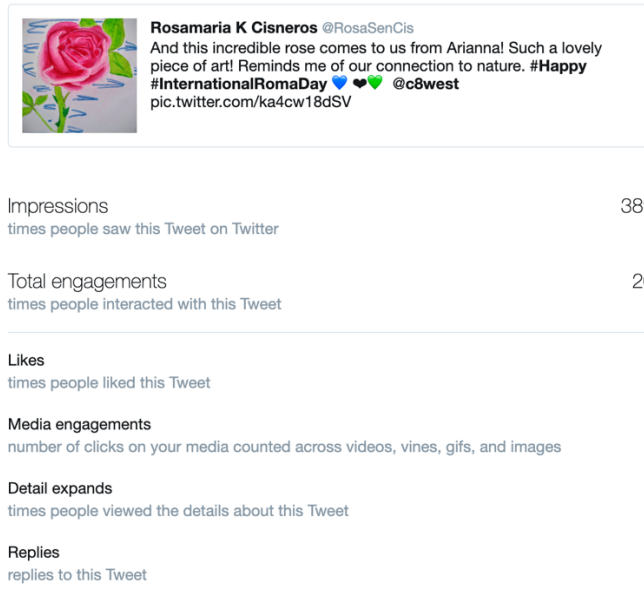 Rosamaria K Cisneros @RosaSenCis
And this incredible rose comes to us from Arianna! Such a lovely
piece of art! Reminds me of our connection to nature. #Happy
#InternationalRomaDay 💙 ❤💚 @c8west
pic.twitter.com/ka4cw18dSV
Impressions 38
times people saw this Tweet on Twitter
Total engagements 2
times people interacted with this Tweet
Likes
times people liked this Tweet
Media engagements
number of clicks on your media counted across videos, vines, gifs, and images
Detail expands
times people viewed the details about this Tweet
Replies
replies to this Tweet